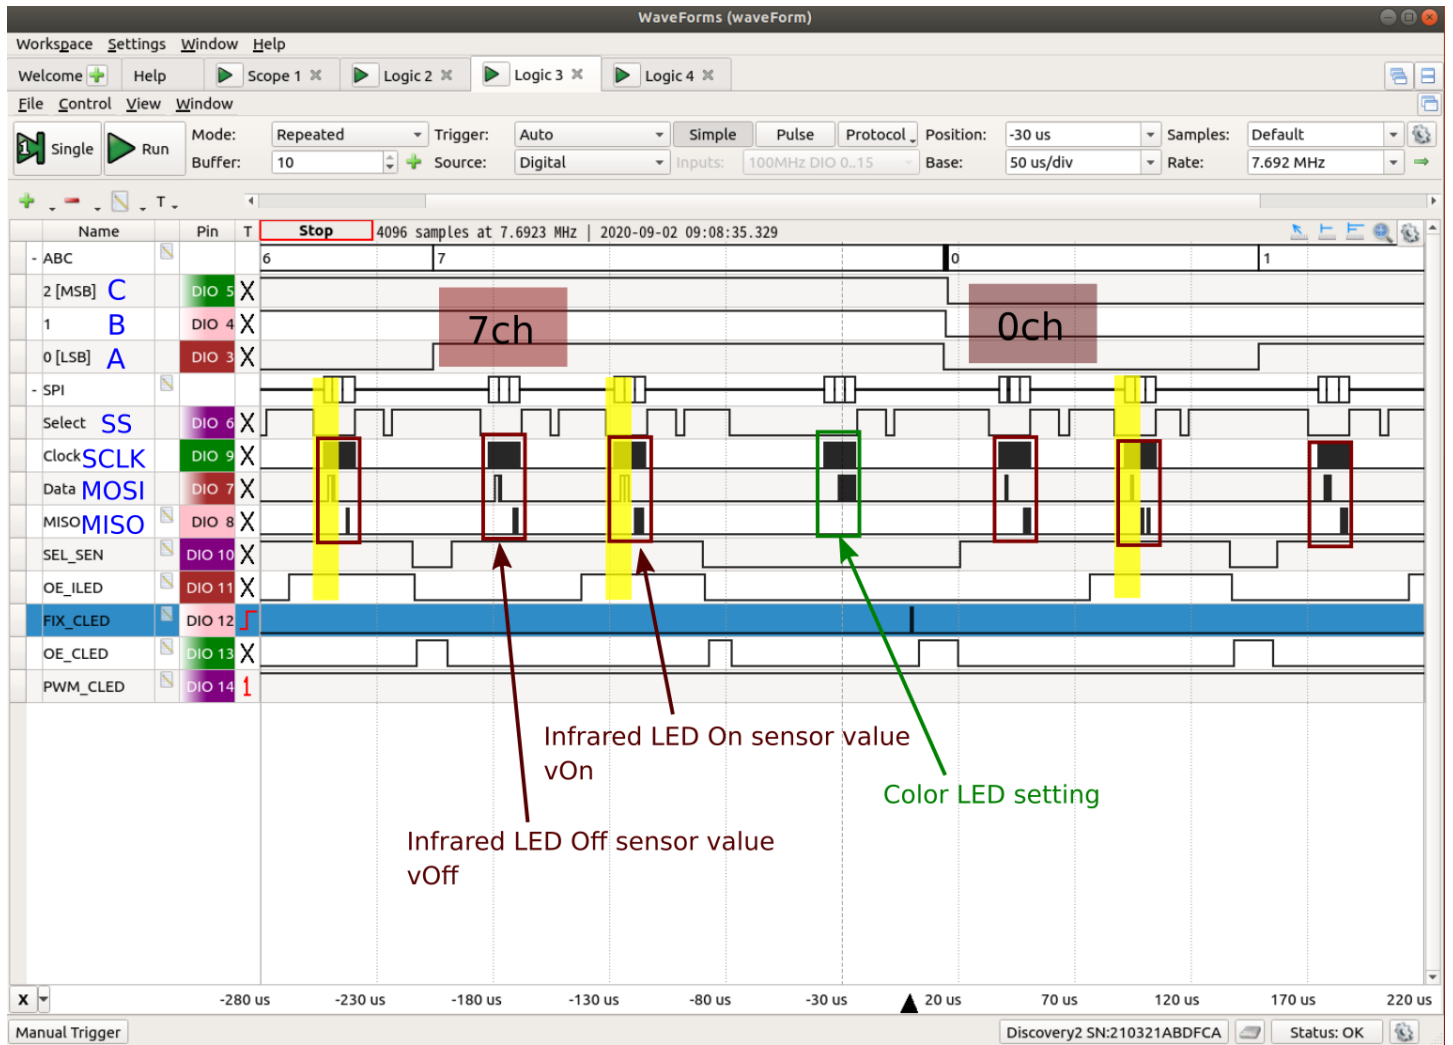 WaveForms (waveForm)
Workspace Settings Window Help
Welcome Help Scope 1 Logic 2 Logic 3 Logic 4
File Control View Window
Single Run Mode: Repeated Trigger: Auto Simple Pulse Protocol Position: -30 us Samples: Default
Buffer: 10 Source: Digital Inputs: 100MHz DIO 0..15 Base: 50 us/div Rate: 7.692 MHz
T
Name Pin T Stop 4096 samples at 7.6923 MHz | 2020-09-02 09:08:35.329
- ABC 6 7 0 1
2 [MSB] C DIO 5 X
1 B DIO 4 X 7ch 0ch
0 [LSB] A DIO 3 X
- SPI
Select SS DIO 6 X
Clock SCLK DIO 9 X
Data MOSI DIO 7 X
MISO MISO DIO 8 X
SEL_SEN DIO 10 X
OE_ILED DIO 11 X
FIX_CLED DIO 12
OE_CLED DIO 13 X
PWM_CLED DIO 14
Infrared LED On sensor value
vOn
Color LED setting
Infrared LED Off sensor value
vOff
X -280 us -230 us -180 us -130 us -80 us -30 us 20 us 70 us 120 us 170 us 220 us
Manual Trigger Discovery2 SN:210321ABDFCA Status: OK